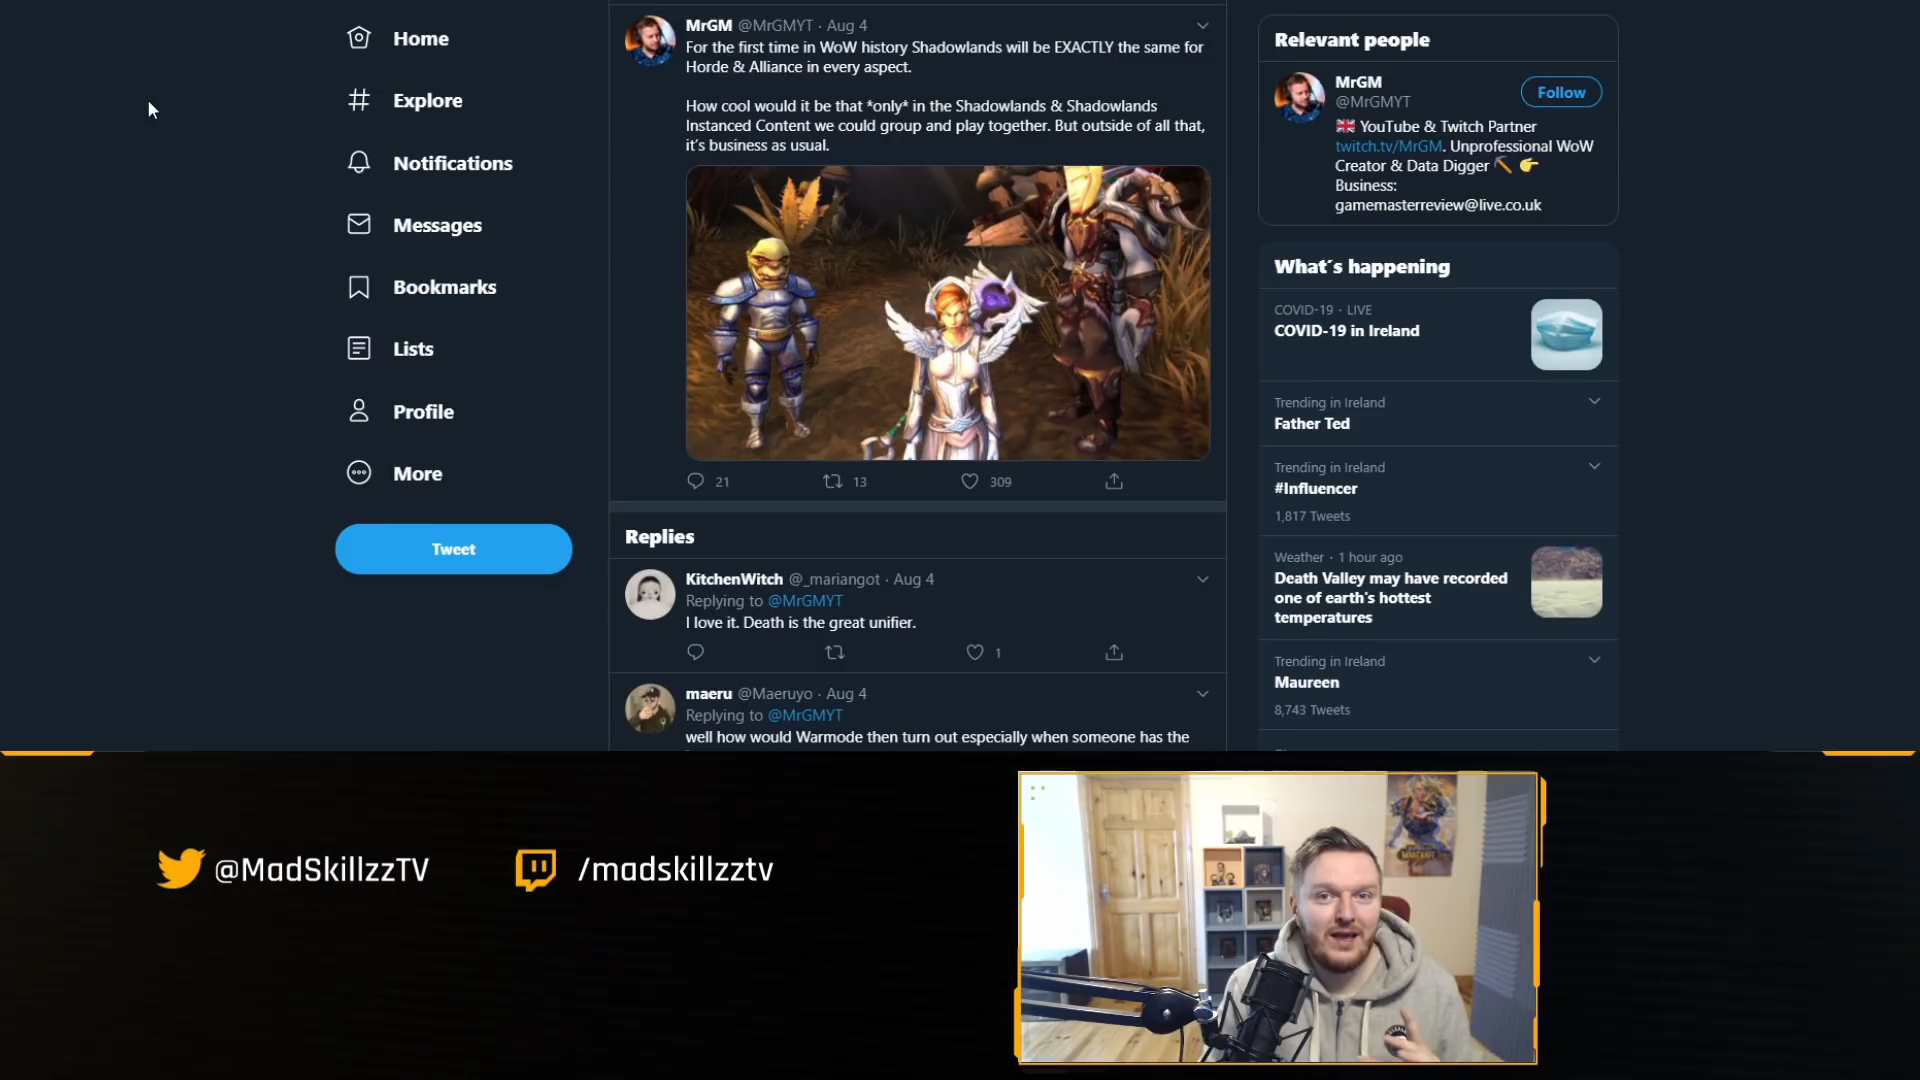 Home
Explore
Notifications
Messages
Bookmarks
Lists
Profile
More
Tweet
MrGM @MrGMYT · Aug 4
For the first time in WoW history Shadowlands will be EXACTLY the same for
Horde & Alliance in every aspect.
How cool would it be that *only* in the Shadowlands & Shadowlands
Instanced Content we could group and play together. But outside of all that,
it's business as usual.
21
13
309
Replies
KitchenWitch @_mariangot · Aug 4
Replying to @MrGMYT
I love it. Death is the great unifier.
1
maeru @Maeruyo · Aug 4
Replying to @MrGMYT
well how would Warmode then turn out especially when someone has the
Relevant people
MrGM
@MrGMYT
Follow
YouTube & Twitch Partner
twitch.tv/MrGM. Unprofessional WoW
Creator & Data Digger
Business:
gamemasterreview@live.co.uk
What's happening
COVID-19 · LIVE
COVID-19 in Ireland
Trending in Ireland
Father Ted
Trending in Ireland
#Influencer
1,817 Tweets
Weather · 1 hour ago
Death Valley may have recorded
one of earth's hottest
temperatures
Trending in Ireland
Maureen
8,743 Tweets
@MadSkillzzTV
/madskillzztv